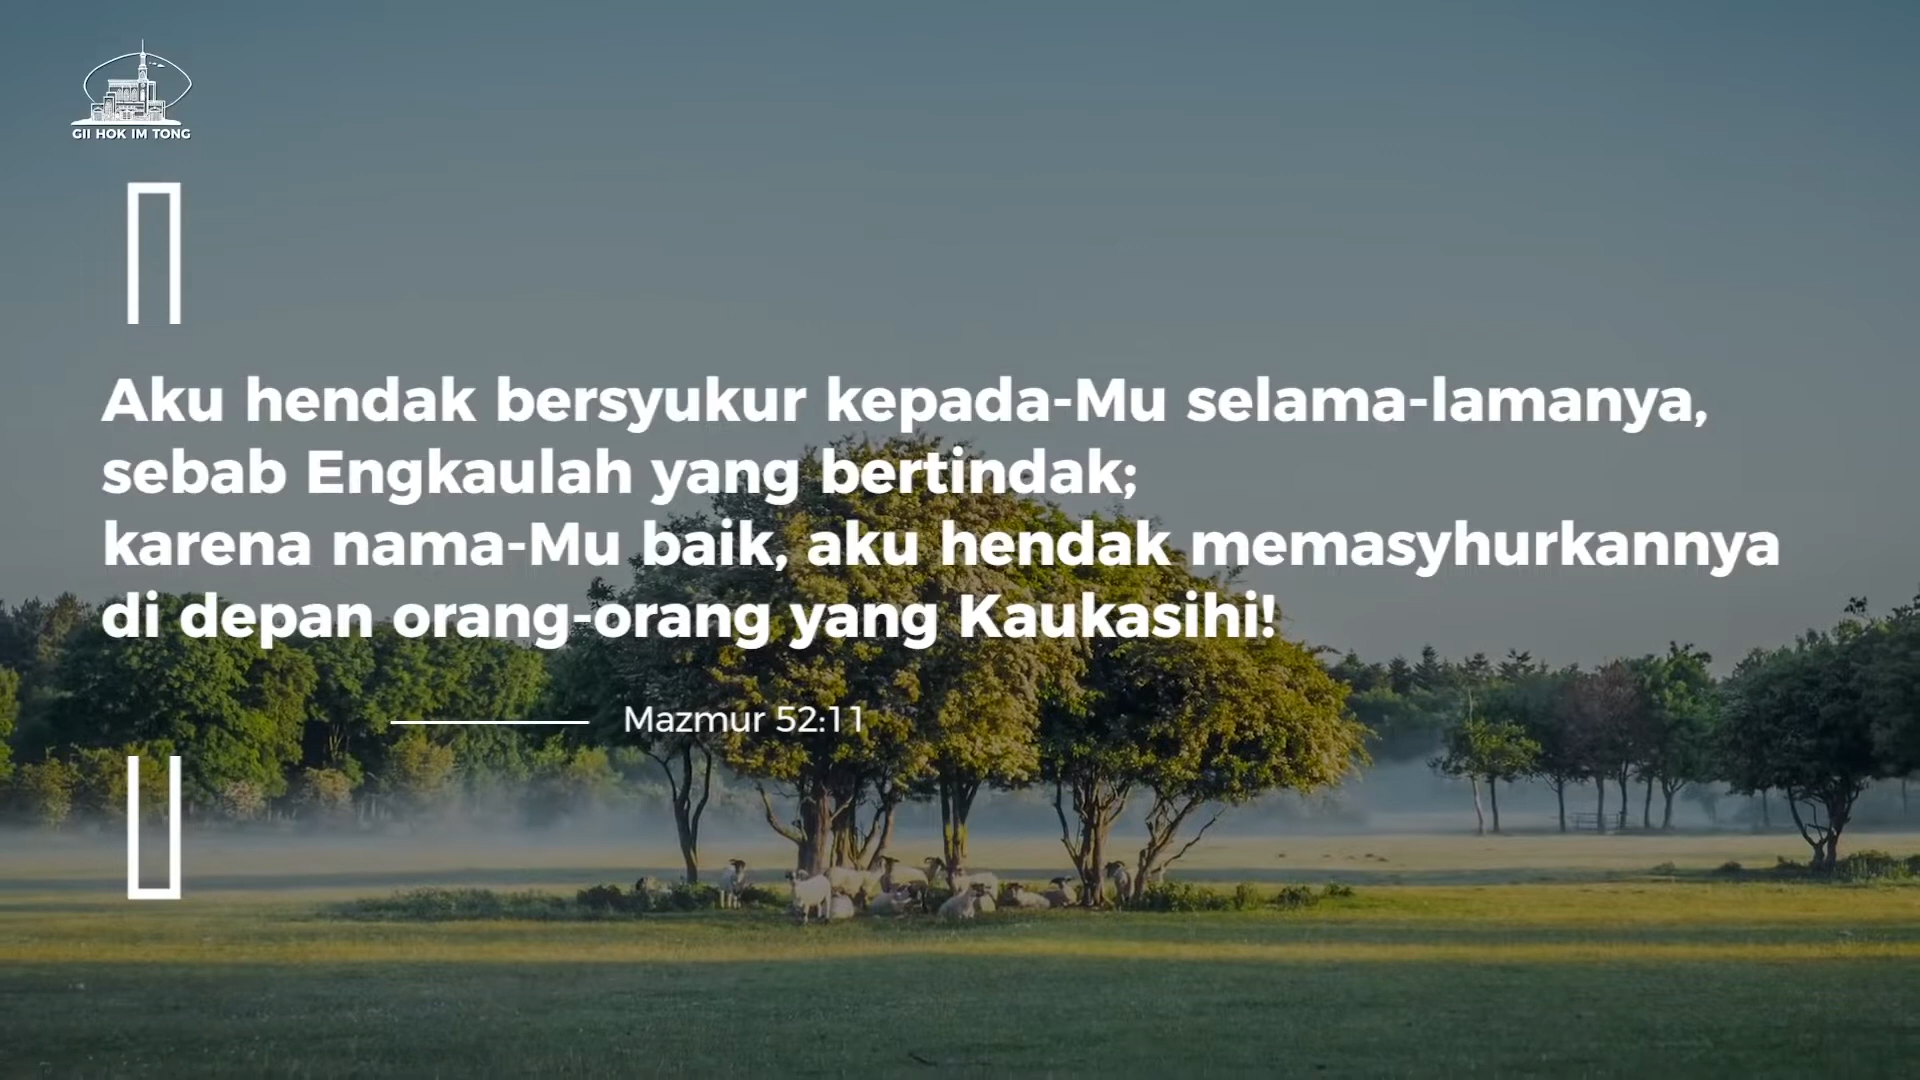 GII HOK IM TONG
Aku hendak bersyukur kepada-Mu selama-lamanya,
sebab Engkaulah yang bertindak;
karena nama-Mu baik, aku hendak memasyhurkannya
di depan orang-orang yang Kaukasihi!
Mazmur 52:11